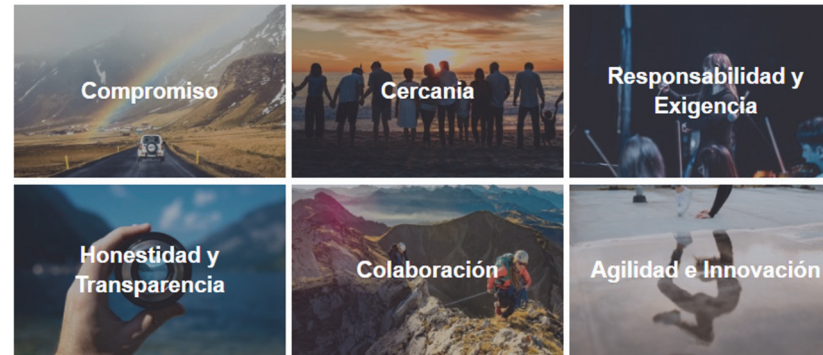 Compromiso
Cercania
Responsabilidad y
Exigencia
Honestidad y
Transparencia
Colaboración
Agilidad e Innovación